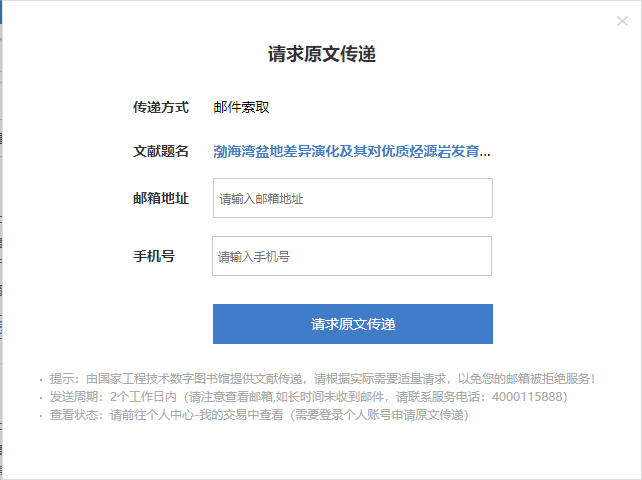 请求原文传递
传递方式 邮件索取
文献题名 渤海湾盆地差异演化及其对优质烃源岩发育...
邮箱地址 请输入邮箱地址
手机号 请输入手机号
请求原文传递
· 提示：由国家工程技术数字图书馆提供文献传递，请根据实际需要适量请求，以免您的邮箱被拒绝服务！
· 发送周期：2个工作日内（请注意查看邮箱,如长时间未收到邮件，请联系服务电话：4000115888）
· 查看状态：请前往个人中心-我的交易中查看（需要登录个人账号申请原文传递）